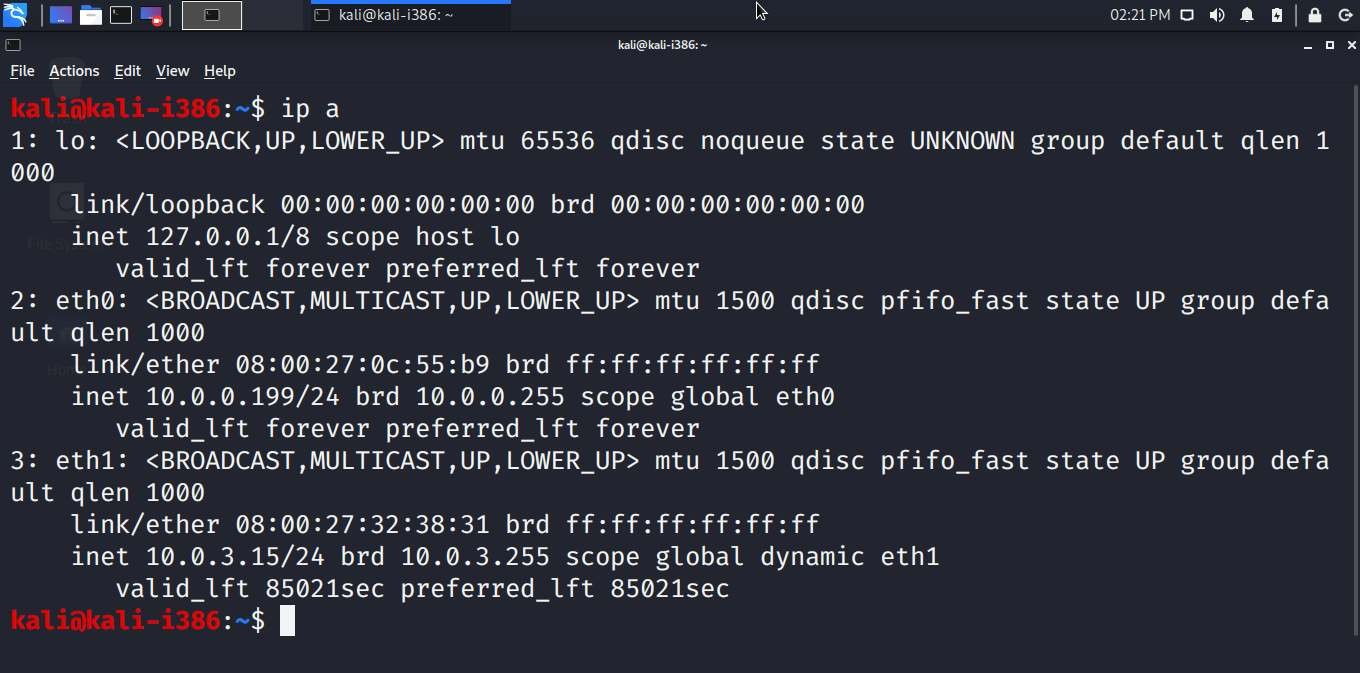 kali@kali-i386: ~
02:21 PM
kali@kali-i386: ~
File Actions Edit View Help
kali@kali-i386:~$ ip a
1: lo: <LOOPBACK,UP,LOWER_UP> mtu 65536 qdisc noqueue state UNKNOWN group default qlen 1
000
link/loopback 00:00:00:00:00:00 brd 00:00:00:00:00:00
inet 127.0.0.1/8 scope host lo
valid_lft forever preferred_lft forever
2: eth0: <BROADCAST,MULTICAST,UP,LOWER_UP> mtu 1500 qdisc pfifo_fast state UP group defa
ult qlen 1000
link/ether 08:00:27:0c:55:b9 brd ff:ff:ff:ff:ff:ff
inet 10.0.0.199/24 brd 10.0.0.255 scope global eth0
valid_lft forever preferred_lft forever
3: eth1: <BROADCAST,MULTICAST,UP,LOWER_UP> mtu 1500 qdisc pfifo_fast state UP group defa
ult qlen 1000
link/ether 08:00:27:32:38:31 brd ff:ff:ff:ff:ff:ff
inet 10.0.3.15/24 brd 10.0.3.255 scope global dynamic eth1
valid_lft 85021sec preferred_lft 85021sec
kali@kali-i386:~$